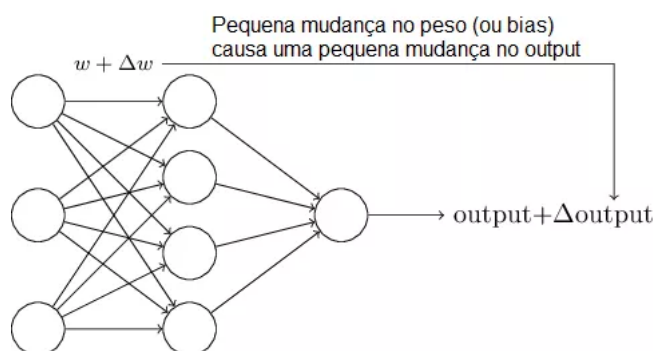 Pequena mudança no peso (ou bias)
causa uma pequena mudança no output
w + Δw
output+Δoutput